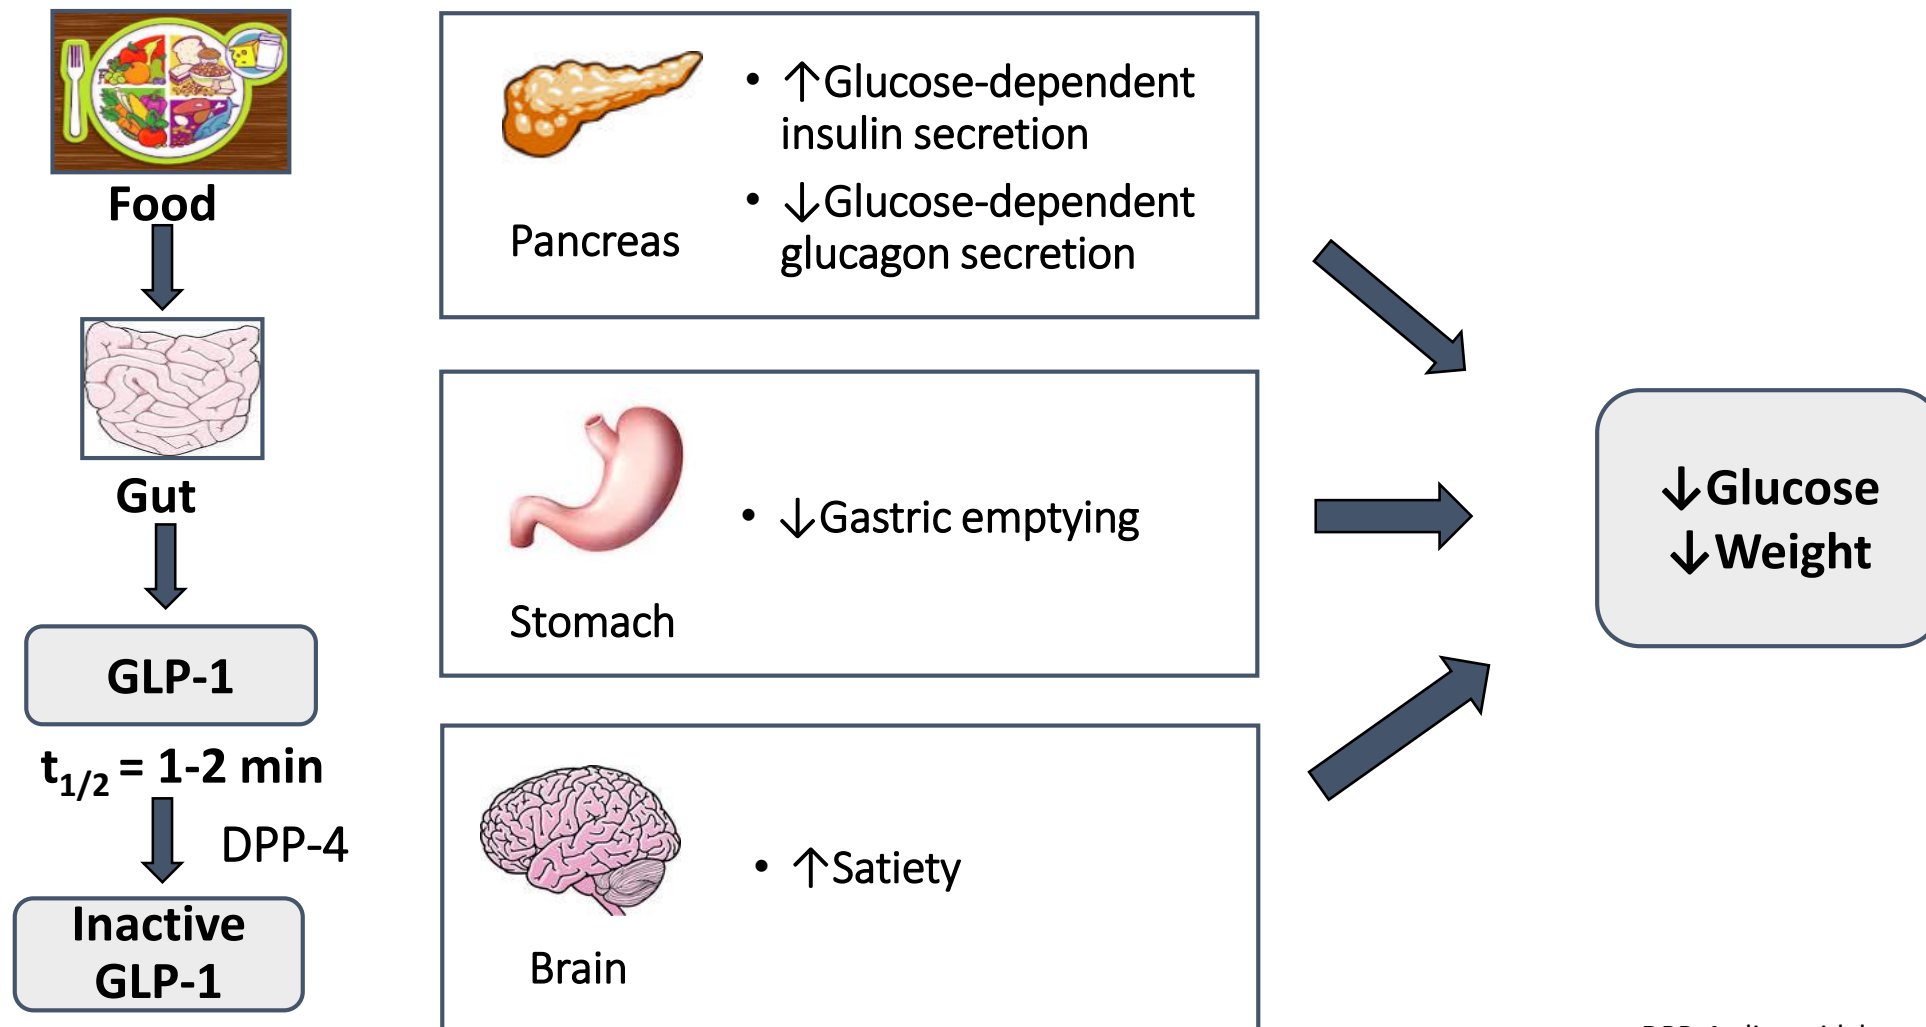 Food
Gut
GLP-1
t1/2 = 1-2 min
DPP-4
Inactive
GLP-1
• ↑Glucose-dependent
insulin secretion
• ↓Glucose-dependent
glucagon secretion
Pancreas
• ↓Gastric emptying
Stomach
• ↑Satiety
Brain
↓Glucose
↓Weight